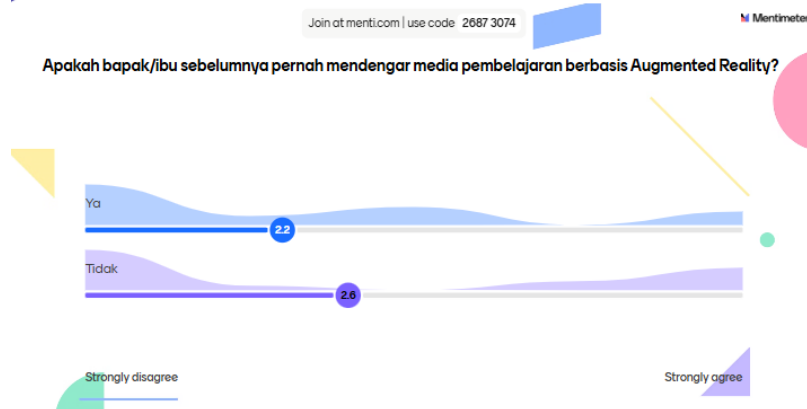 Join at menti.com | use code 2687 3074
Mentimeter
Apakah bapak/ibu sebelumnya pernah mendengar media pembelajaran berbasis Augmented Reality?
Ya
2.2
Tidak
2.6
Strongly disagree
Strongly agree